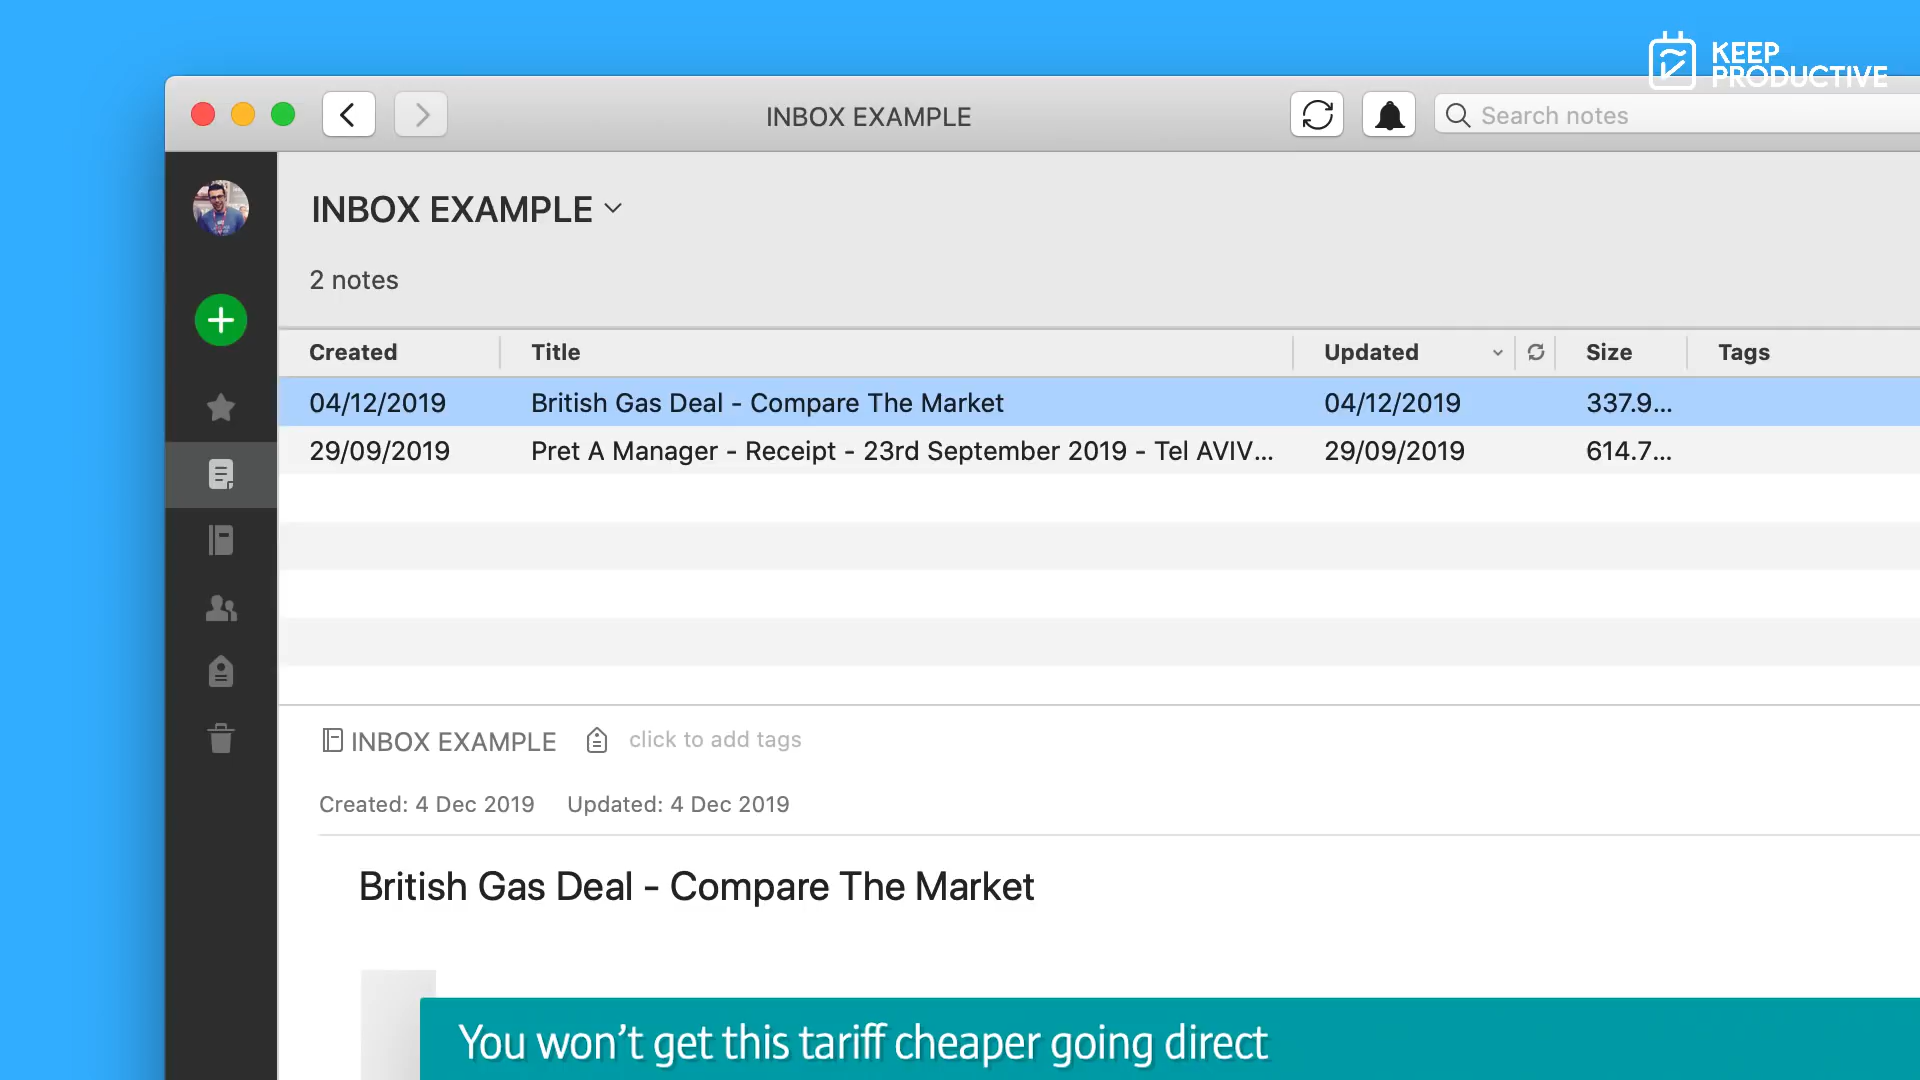 KEEP
PRODUCTIVE
INBOX EXAMPLE
Search notes
INBOX EXAMPLE
2 notes
Created Title Updated Size Tags
04/12/2019 British Gas Deal - Compare The Market 04/12/2019 337.9...
29/09/2019 Pret A Manager - Receipt - 23rd September 2019 - Tel AVIV... 29/09/2019 614.7...
INBOX EXAMPLE click to add tags
Created: 4 Dec 2019 Updated: 4 Dec 2019
British Gas Deal - Compare The Market
You won't get this tariff cheaper going direct